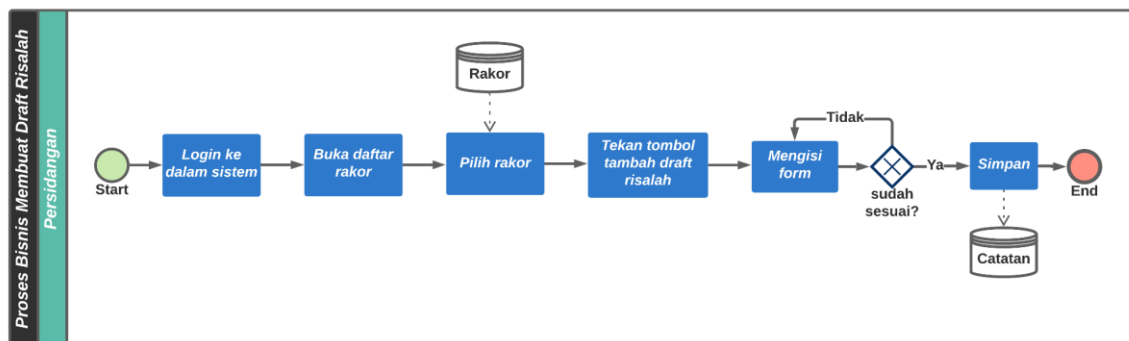 Proses Bisnis Membuat Draft Risalah
Persidangan
Start
Login ke
dalam sistem
Buka daftar
rakor
Rakor
Pilih rakor
Tekan tombol
tambah draft
risalah
Mengisi
form
Tidak
sudah
sesuai?
Ya
Simpan
Catatan
End